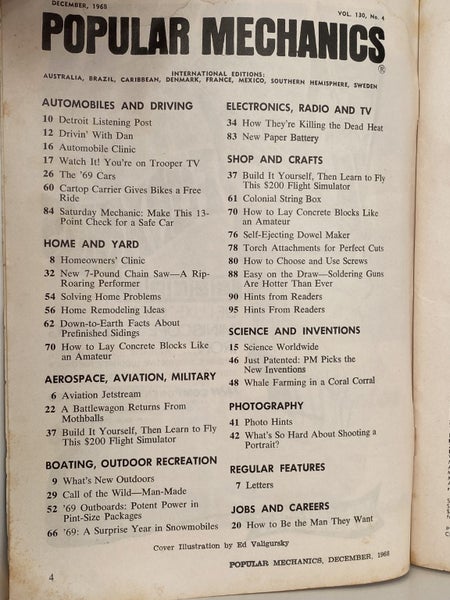 DECEMBER, 1968
VOL. 130, No. 4
POPULAR MECHANICS®
INTERNATIONAL EDITIONS:
AUSTRALIA, BRAZIL, CARIBBEAN, DENMARK, FRANCE, MEXICO, SOUTHERN HEMISPHERE, SWEDEN
AUTOMOBILES AND DRIVING
10 Detroit Listening Post
12 Drivin' With Dan
16 Automobile Clinic
17 Watch It! You're on Trooper TV
26 The '69 Cars
60 Cartop Carrier Gives Bikes a Free
Ride
84 Saturday Mechanic: Make This 13-
Point Check for a Safe Car
HOME AND YARD
8 Homeowners' Clinic
32 New 7-Pound Chain Saw—A Rip-
Roaring Performer
54 Solving Home Problems
56 Home Remodeling Ideas
62 Down-to-Earth Facts About
Prefinished Sidings
70 How to Lay Concrete Blocks Like
an Amateur
AEROSPACE, AVIATION, MILITARY
6 Aviation Jetstream
22 A Battlewagon Returns From
Mothballs
37 Build It Yourself, Then Learn to Fly
This $200 Flight Simulator
BOATING, OUTDOOR RECREATION
9 What's New Outdoors
29 Call of the Wild—Man-Made
52 '69 Outboards: Potent Power in
Pint-Size Packages
66 '69: A Surprise Year in Snowmobiles
ELECTRONICS, RADIO AND TV
34 How They're Killing the Dead Heat
83 New Paper Battery
SHOP AND CRAFTS
37 Build It Yourself, Then Learn to Fly
This $200 Flight Simulator
61 Colonial String Box
70 How to Lay Concrete Blocks Like
an Amateur
76 Self-Ejecting Dowel Maker
78 Torch Attachments for Perfect Cuts
80 How to Choose and Use Screws
88 Easy on the Draw—Soldering Guns
Are Hotter Than Ever
90 Hints from Readers
95 Hints From Readers
SCIENCE AND INVENTIONS
15 Science Worldwide
46 Just Patented: PM Picks the
New Inventions
48 Whale Farming in a Coral Corral
PHOTOGRAPHY
41 Photo Hints
42 What's So Hard About Shooting a
Portrait?
REGULAR FEATURES
7 Letters
JOBS AND CAREERS
20 How to Be the Man They Want
Cover Illustration by Ed Valigursky
4
POPULAR MECHANICS, DECEMBER, 1968